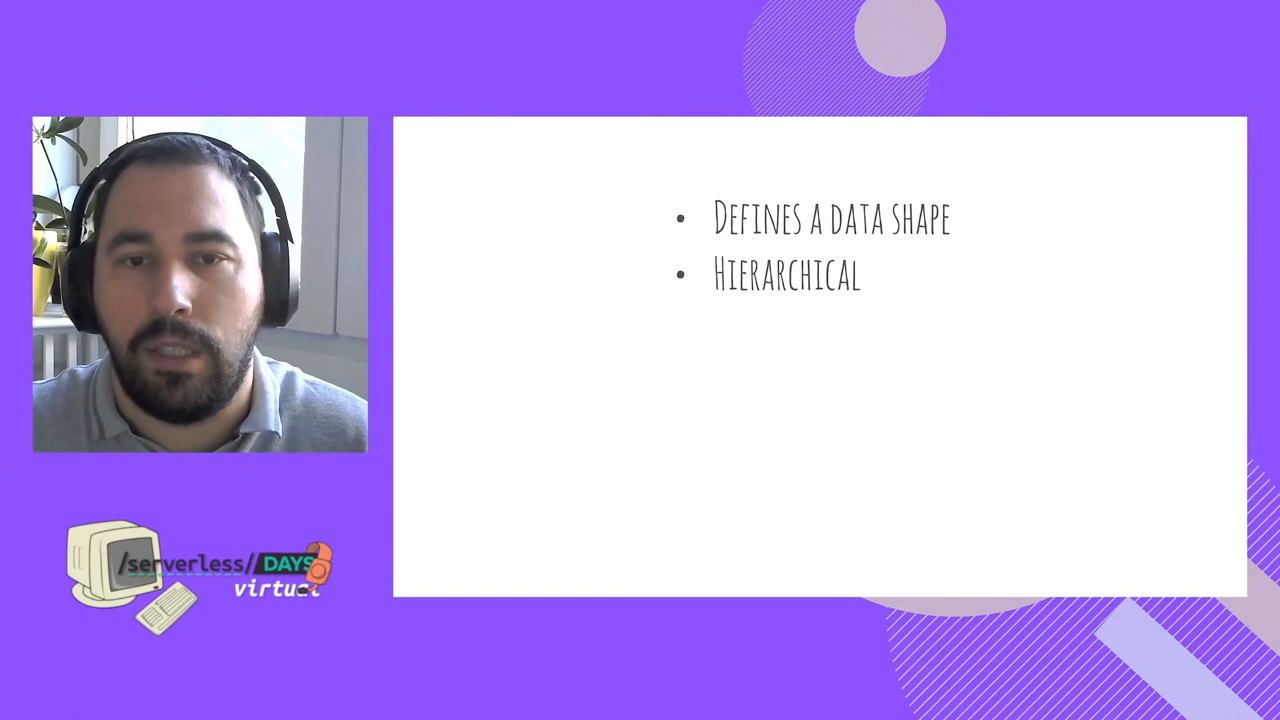 • Defines a data shape
• Hierarchical
/serverless/DAYS
virtual